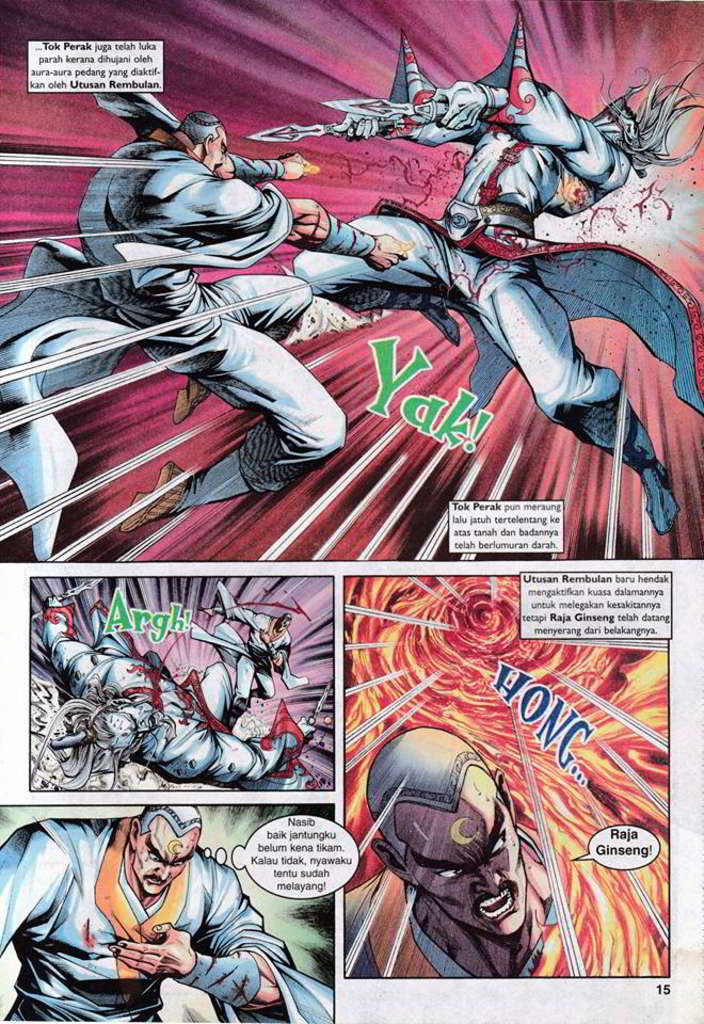 ...Tok Perak juga telah luka
parah kerana dihujani oleh
aura-aura pedang yang diaktif-
kan oleh Utusan Rembulan.
Yak!
Tok Perak pun meraung
lalu jatuh tertelentang ke
atas tanah dan badannya
telah berlumuran darah.
Argh!
Utusan Rembulan baru hendak
mengaktifkan kuasa dalamannya
untuk melegakan kesakitannya
tetapi Raja Ginseng telah datang
menyerang dari belakangnya.
HONG...
Nasib
baik jantungku
belum kena tikam.
Kalau tidak, nyawaku
tentu sudah
melayang!
Raja
Ginseng!
15